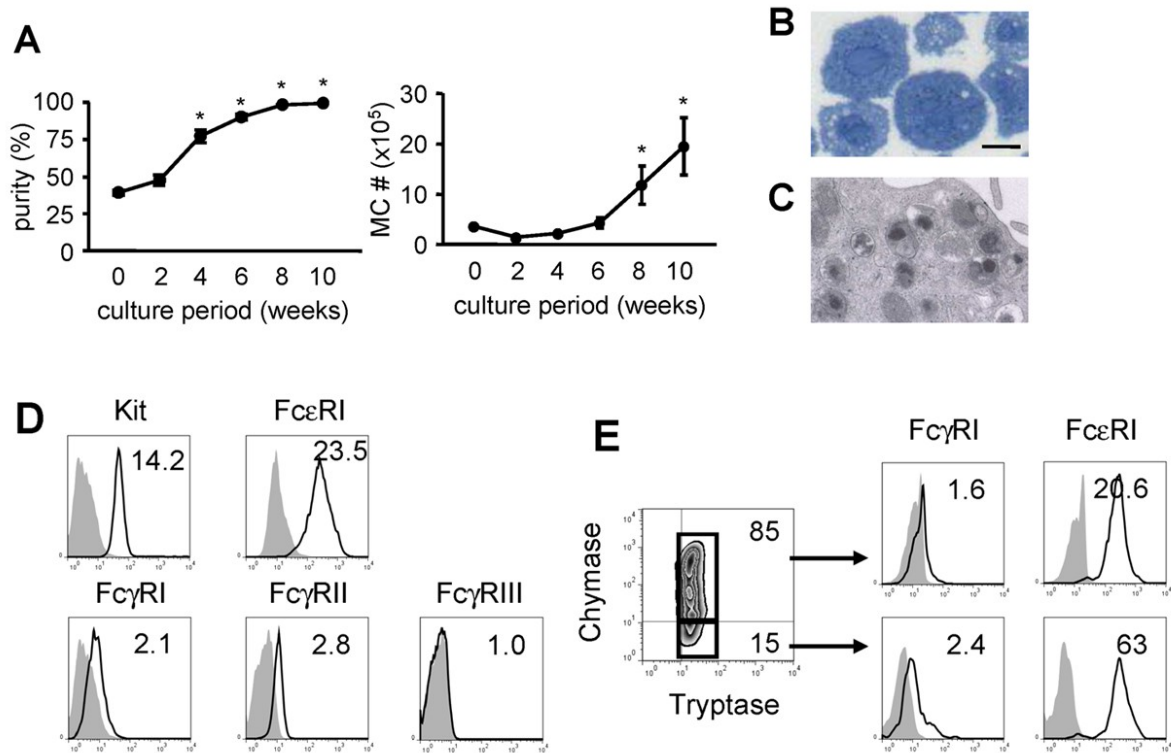 A
purity (%)
100
75
50
25
0
* * * *
0 2 4 6 8 10
culture period (weeks)
MC # (x10⁵)
30
20
10
0
* *
0 2 4 6 8 10
culture period (weeks)
B
C
D
Kit
14.2
FcεRI
23.5
FcγRI
2.1
FcγRII
2.8
FcγRIII
1.0
E
Chymase
85
15
Tryptase
FcγRI
1.6
FcεRI
20.6
2.4
63